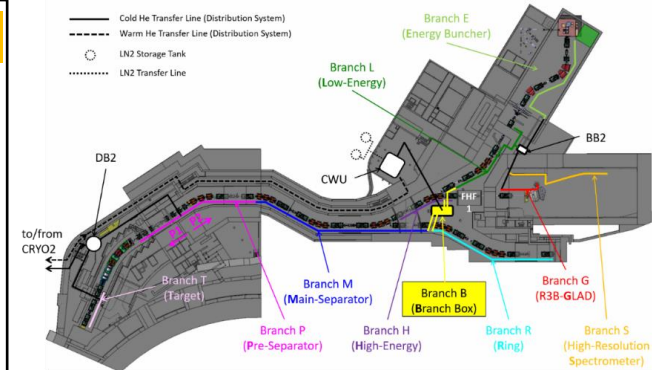 Cold He Transfer Line (Distribution System)
Warm He Transfer Line (Distribution System)
LN2 Storage Tank
LN2 Transfer Line
Branch E
(Energy Buncher)
Branch L
(Low-Energy)
DB2
CWU
BB2
FHF
1
to/from
CRYO2
P1
P2
Branch T
(Target)
Branch P
(Pre-Separator)
Branch M
(Main-Separator)
Branch H
(High-Energy)
Branch B
(Branch Box)
Branch R
(Ring)
Branch G
(R3B-GLAD)
Branch S
(High-Resolution
Spectrometer)